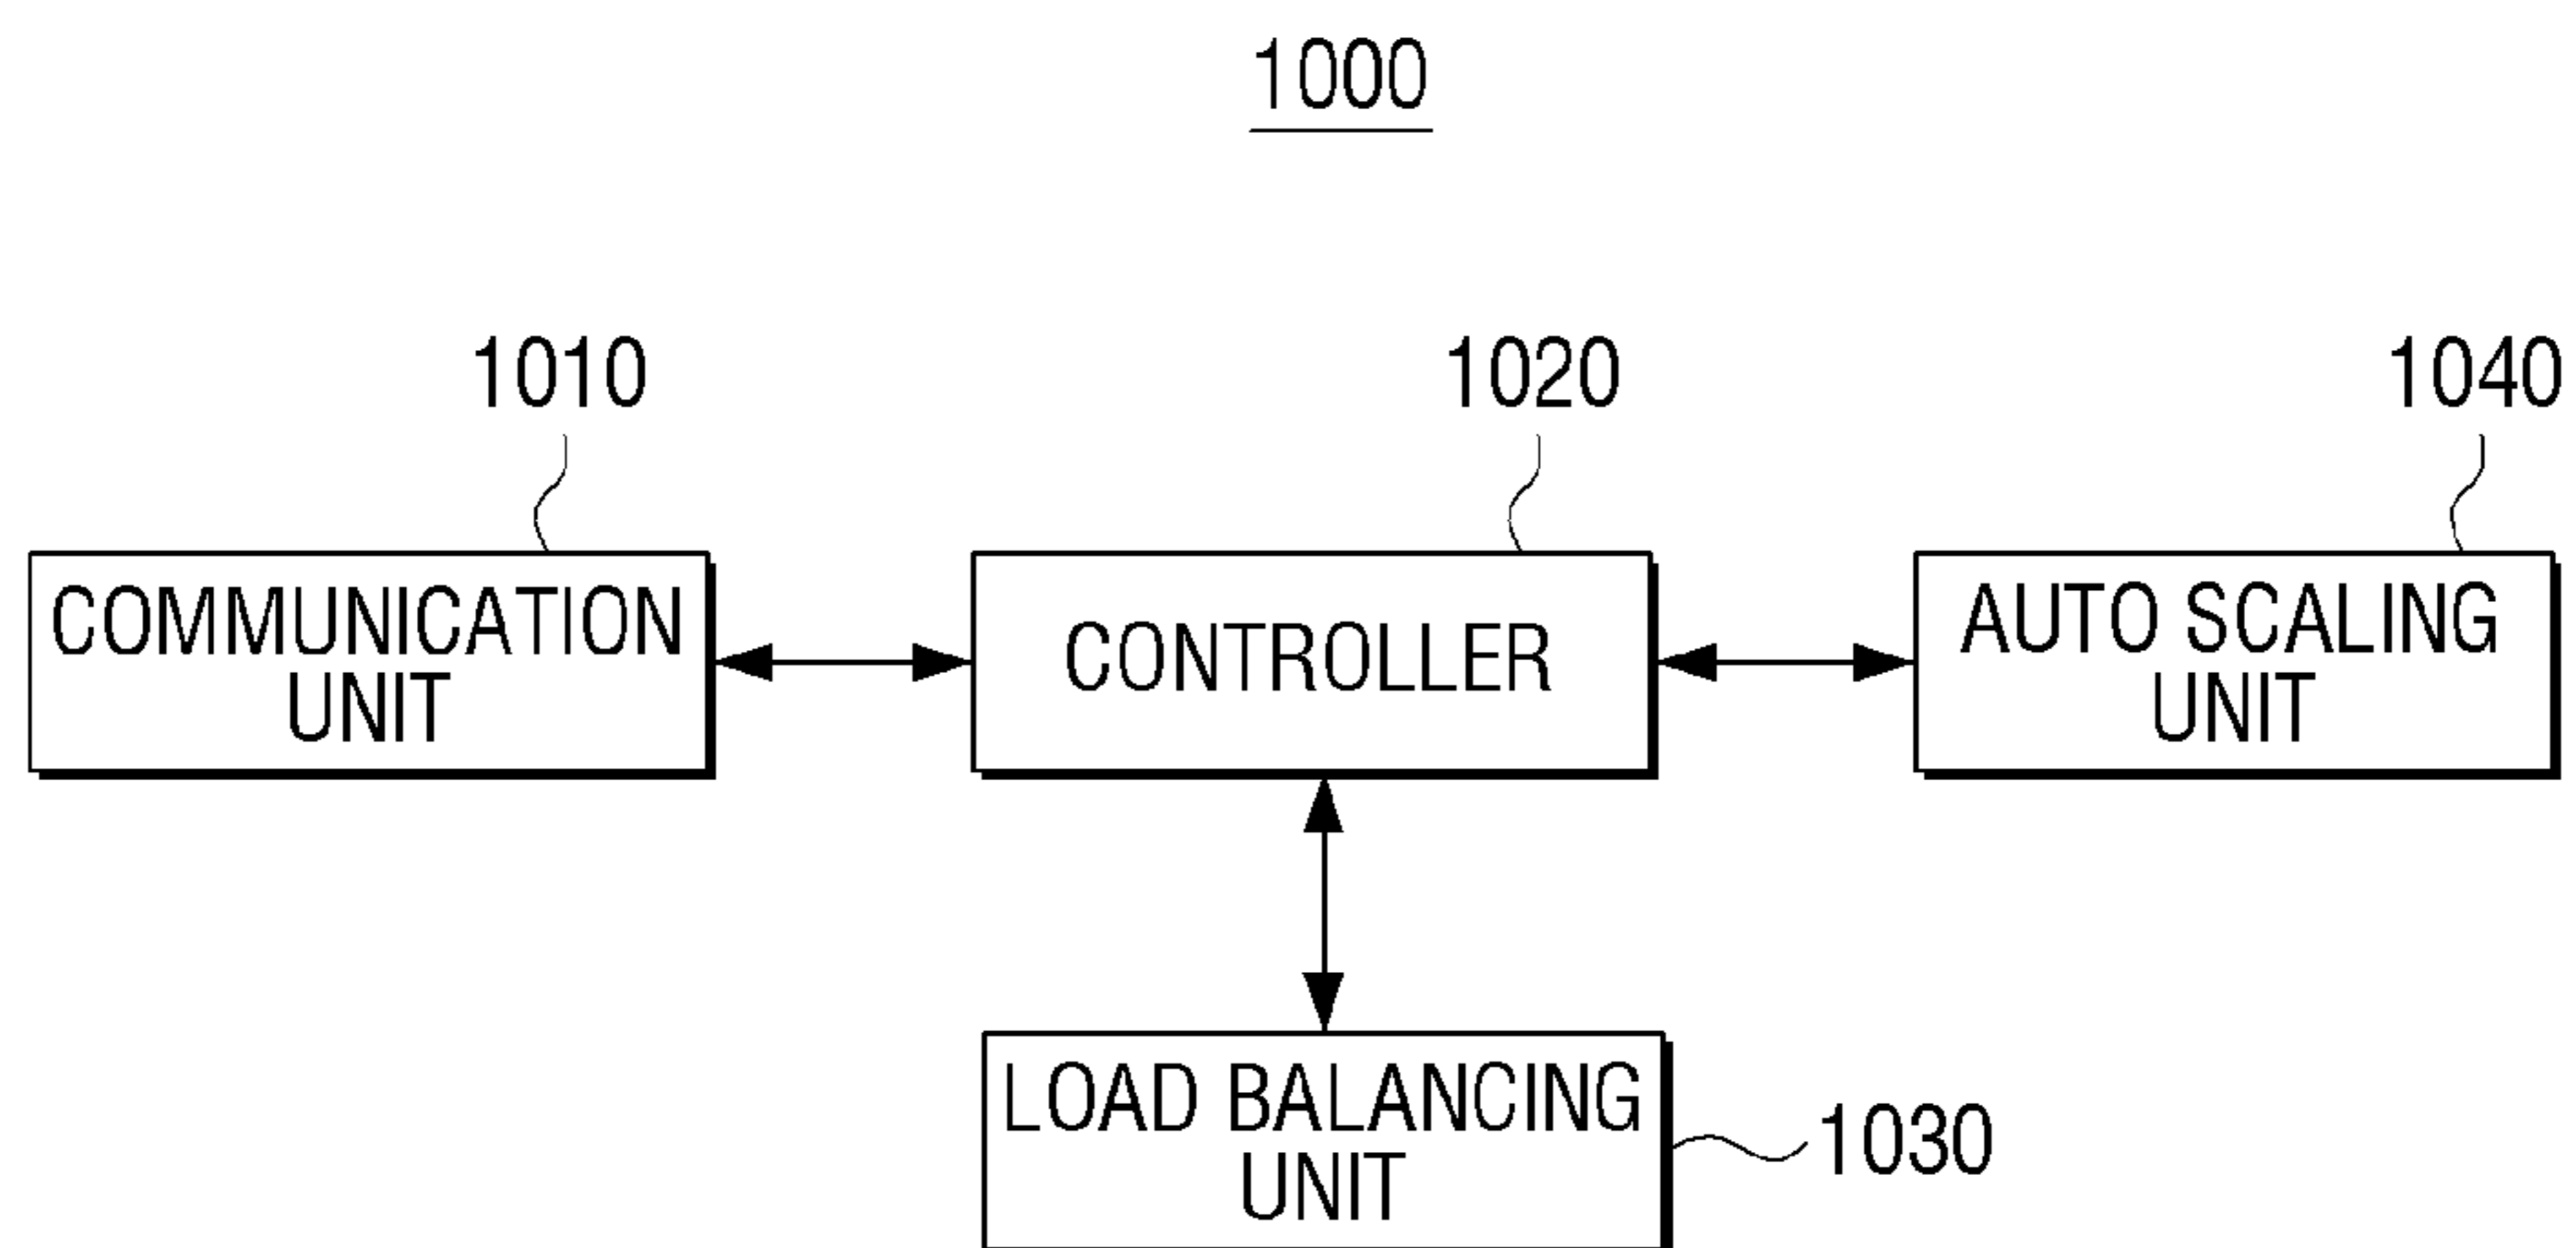 1000
1010
1020
1040
COMMUNICATION
UNIT
CONTROLLER
AUTO SCALING
UNIT
LOAD BALANCING
UNIT
1030